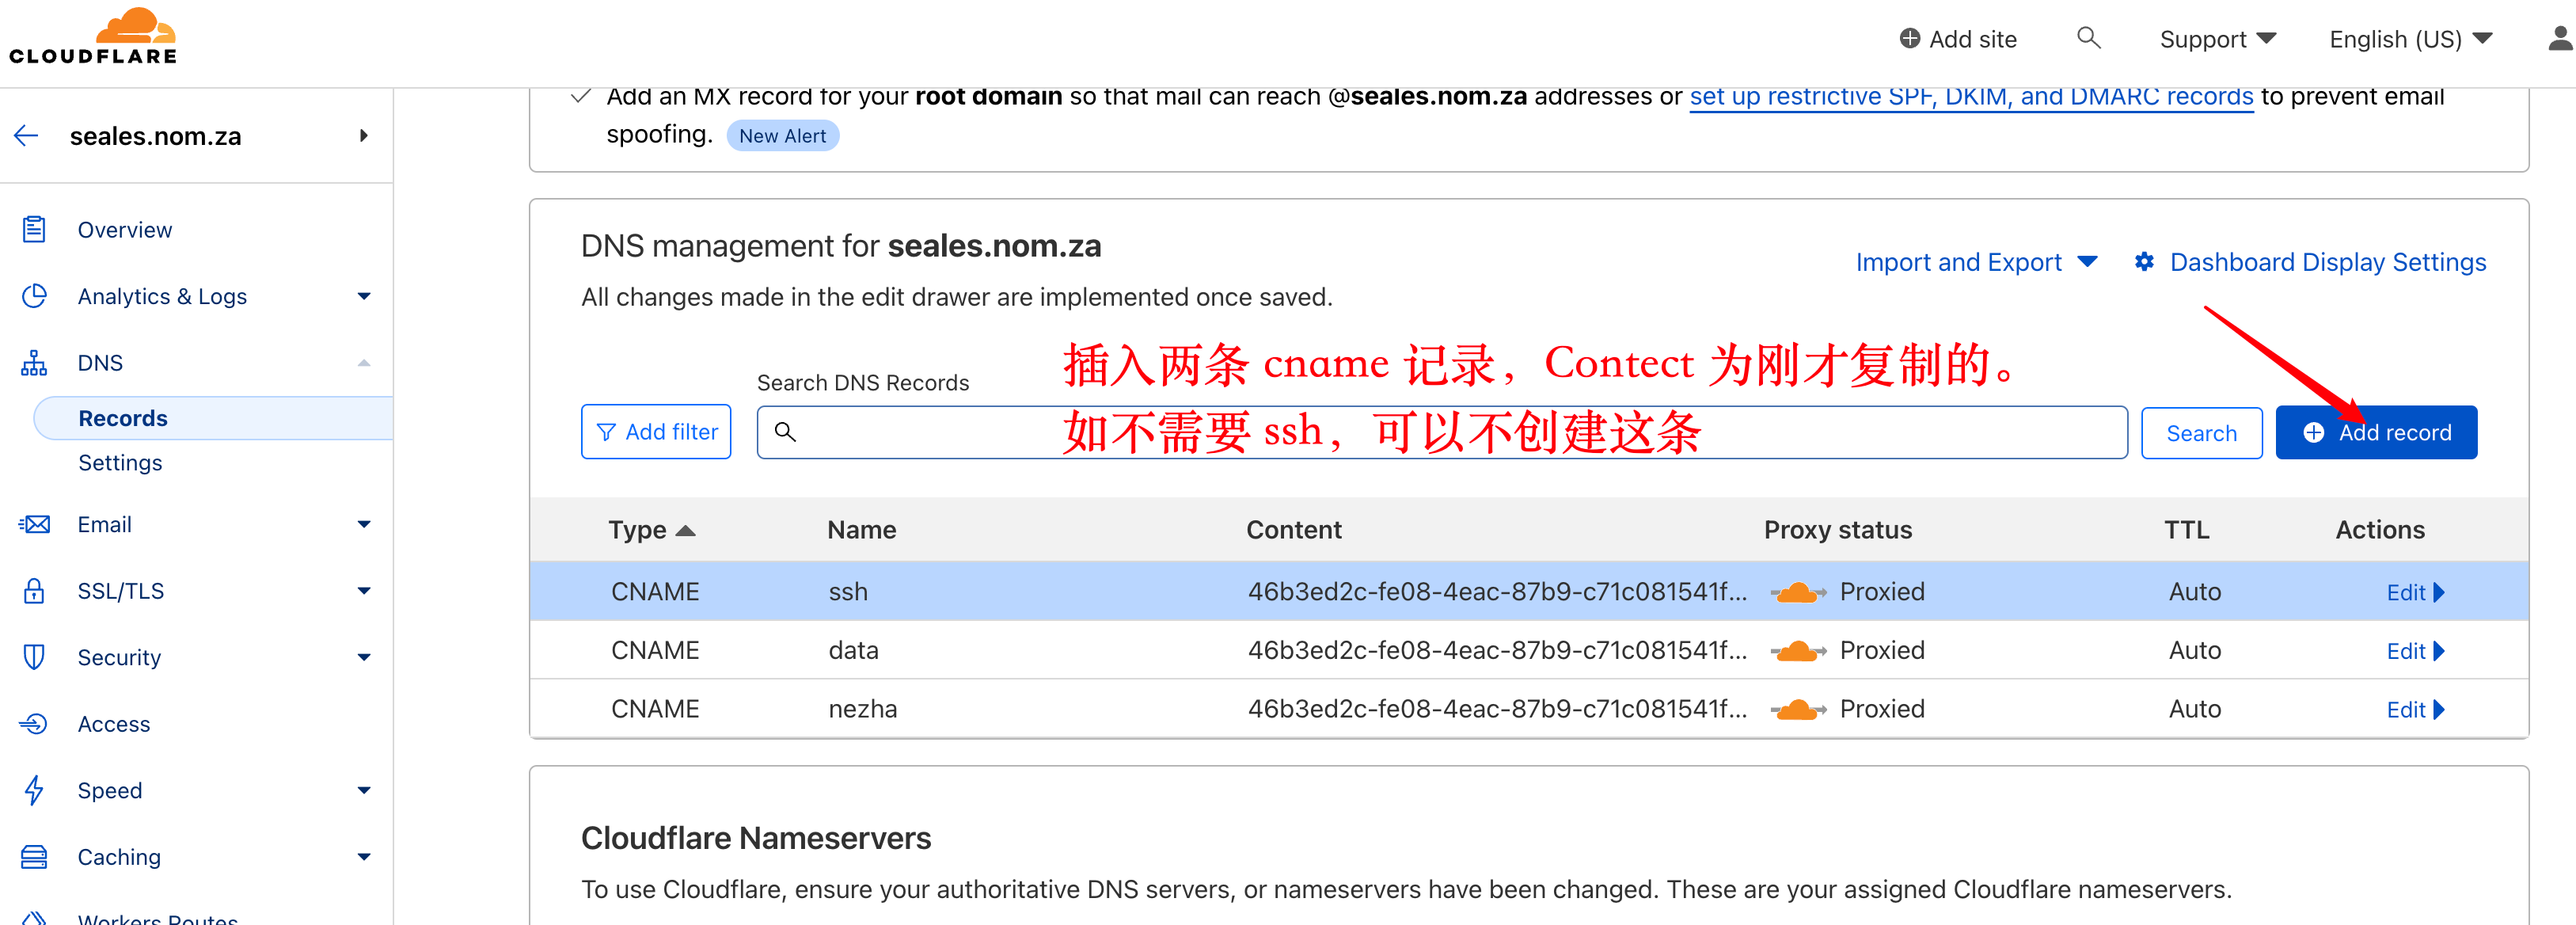 CLOUDFLARE
Add site
Support
English (US)
seales.nom.za
Overview
Analytics & Logs
DNS
Records
Settings
Email
SSL/TLS
Security
Access
Speed
Caching
Workers Routes
Add an MX record for your root domain so that mail can reach @seales.nom.za addresses or set up restrictive SPF, DKIM, and DMARC records to prevent email
spoofing. New Alert
DNS management for seales.nom.za
Import and Export
Dashboard Display Settings
All changes made in the edit drawer are implemented once saved.
插入两条 cname 记录，Contect 为刚才复制的。
Search DNS Records
如不需要 ssh，可以不创建这条
Add filter
Search
Add record
Type Name Content Proxy status TTL Actions
CNAME ssh 46b3ed2c-fe08-4eac-87b9-c71c081541f... Proxied Auto Edit
CNAME data 46b3ed2c-fe08-4eac-87b9-c71c081541f... Proxied Auto Edit
CNAME nezha 46b3ed2c-fe08-4eac-87b9-c71c081541f... Proxied Auto Edit
Cloudflare Nameservers
To use Cloudflare, ensure your authoritative DNS servers, or nameservers have been changed. These are your assigned Cloudflare nameservers.